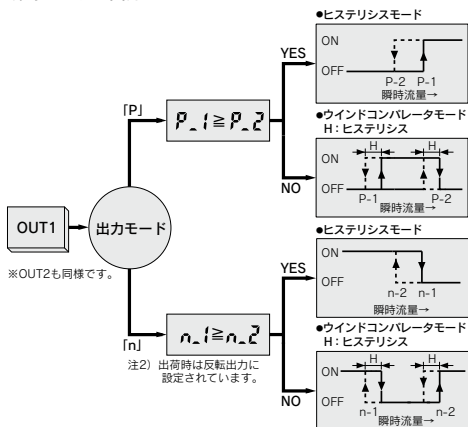 ●ヒステリシスモード
ON
OFF
P-2 P-1
瞬時流量→
YES
「P」
P_1≧P_2
NO
●ウインドコンパレータモード
H：ヒステリシス
H H
ON
OFF
P-1 P-2
瞬時流量→
OUT1
出力モード
※OUT2も同様です。
●ヒステリシスモード
ON
OFF
n-2 n-1
瞬時流量→
YES
「n」
n_1≧n_2
NO
注2）出荷時は反転出力に
設定されています。
●ウインドコンパレータモード
H：ヒステリシス
H H
ON
OFF
n-1 n-2
瞬時流量→